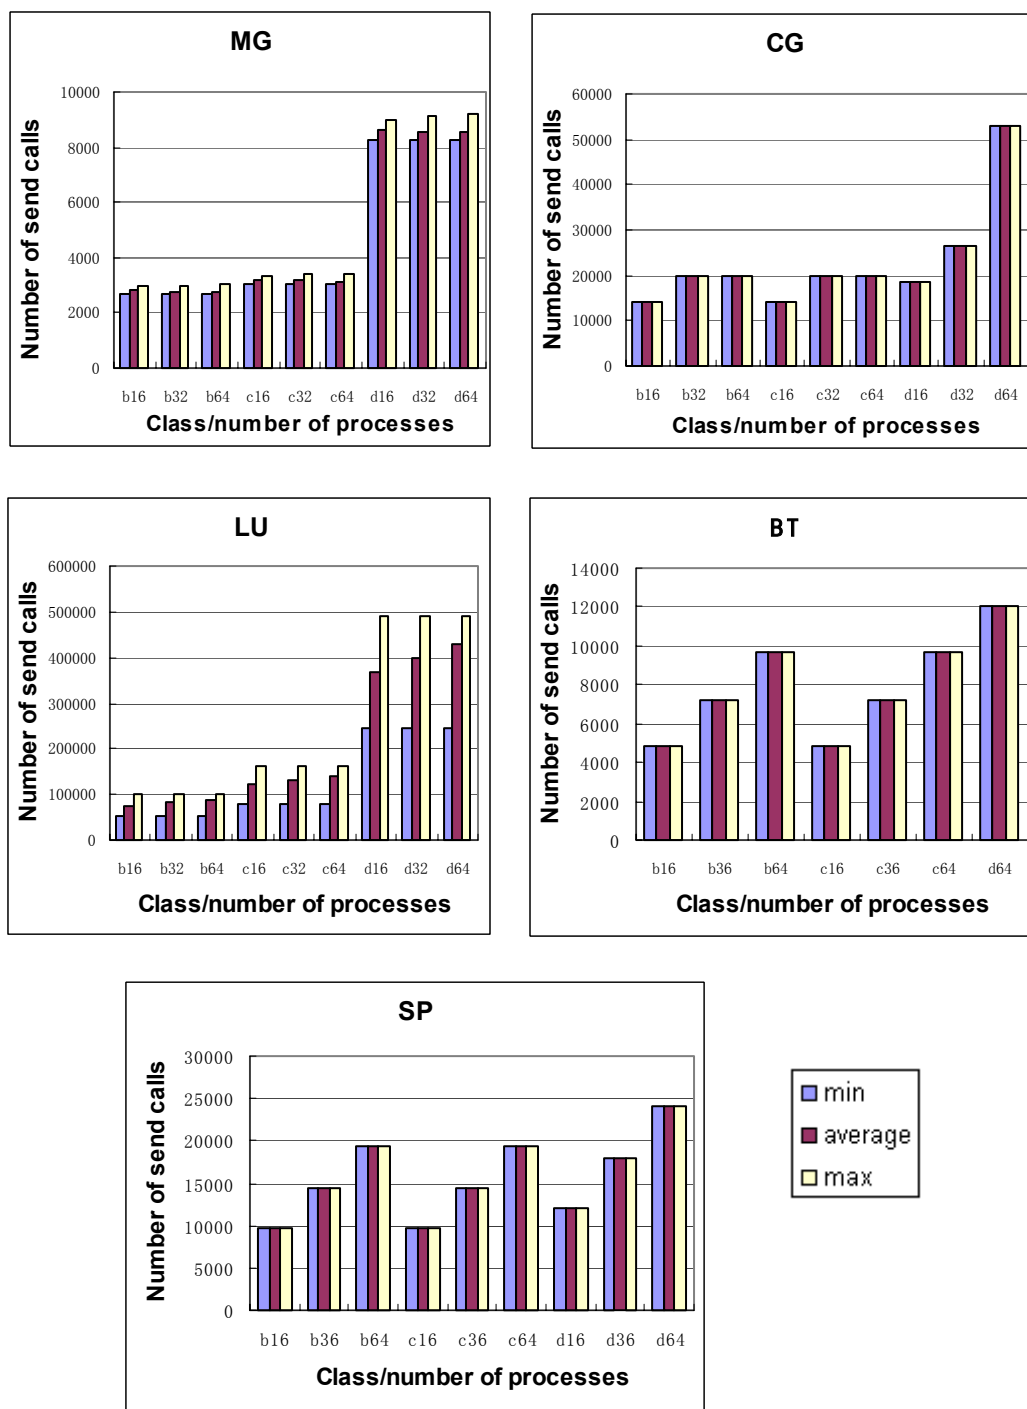 MG
Number of send calls
10000
8000
6000
4000
2000
0
b16 b32 b64 c16 c32 c64 d16 d32 d64
Class/number of processes
CG
Number of send calls
60000
50000
40000
30000
20000
10000
0
b16 b32 b64 c16 c32 c64 d16 d32 d64
Class/number of processes
LU
Number of send calls
600000
500000
400000
300000
200000
100000
0
b16 b32 b64 c16 c32 c64 d16 d32 d64
Class/number of processes
BT
Number of send calls
14000
12000
10000
8000
6000
4000
2000
0
b16 b36 b64 c16 c36 c64 d64
Class/number of processes
SP
Number of send calls
30000
25000
20000
15000
10000
5000
0
b16 b36 b64 c16 c36 c64 d16 d36 d64
Class/number of processes
min
average
max